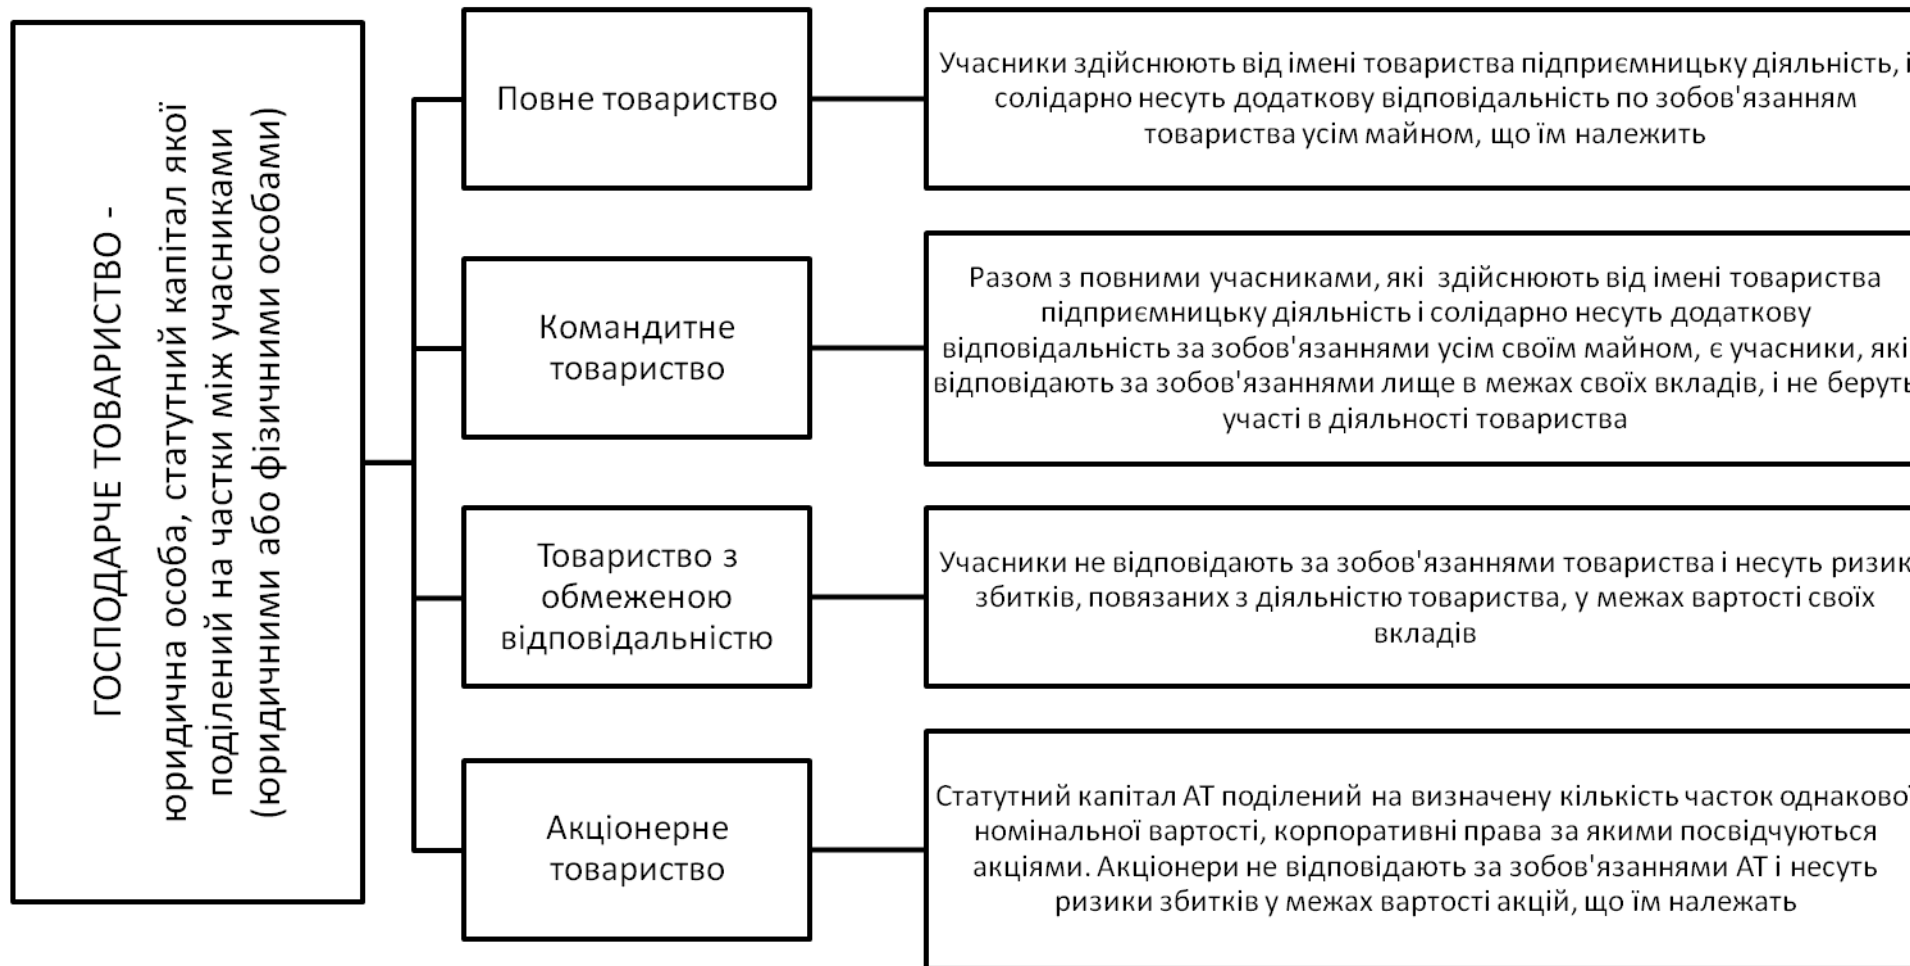 ГОСПОДАРЧЕ ТОВАРИСТВО -
юридична особа, статутний капітал якої
поділений на частки між учасниками
(юридичними або фізичними особами)
Повне товариство
Учасники здійснюють від імені товариства підприємницьку діяльність, і
солідарно несуть додаткову відповідальність по зобов'язанням
товариства усім майном, що їм належить
Командитне
товариство
Разом з повними учасниками, які здійснюють від імені товариства
підприємницьку діяльність і солідарно несуть додаткову
відповідальність за зобов'язаннями усім своїм майном, є учасники, які
відповідають за зобов'язаннями лише в межах своїх вкладів, і не беруть
участі в діяльності товариства
Товариство з
обмеженою
відповідальністю
Учасники не відповідають за зобов'язаннями товариства і несуть ризик
збитків, повязаних з діяльністю товариства, у межах вартості своїх
вкладів
Акціонерне
товариство
Статутний капітал АТ поділений на визначену кількість часток однакової
номінальної вартості, корпоративні права за якими посвідчуються
акціями. Акціонери не відповідають за зобов'язаннями АТ і несуть
ризики збитків у межах вартості акцій, що їм належать